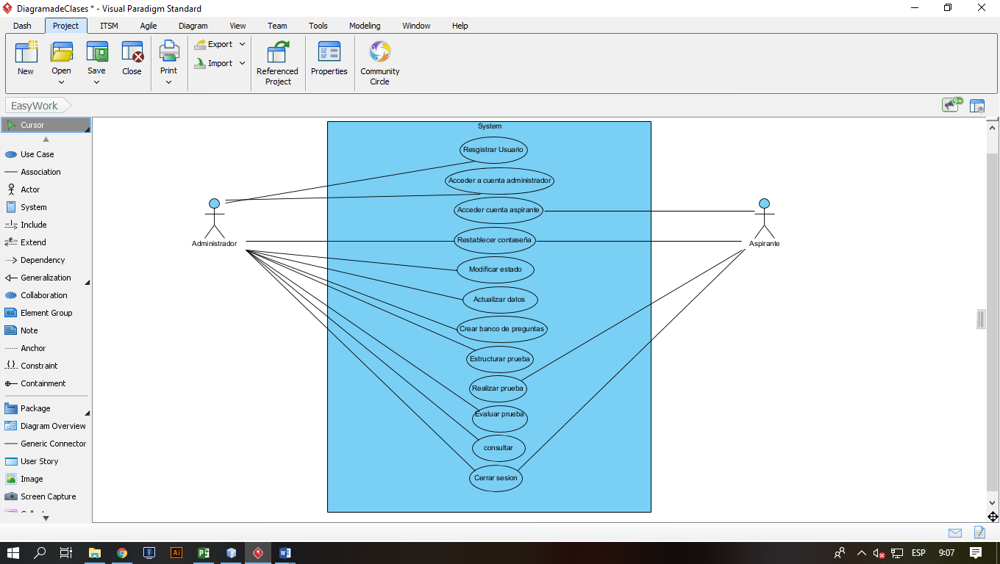 DiagramadeClases * - Visual Paradigm Standard
Dash Project ITSM Agile Diagram View Team Tools Modeling Window Help
New Open Save Close Print Export Import Referenced Project Properties Community Circle
EasyWork
9+
Cursor
Use Case
Association
Actor
System
Include
Extend
Dependency
Generalization
Collaboration
Element Group
Note
Anchor
Constraint
Containment
Package
Diagram Overview
Generic Connector
User Story
Image
Screen Capture
System
Resgistrar Usuario
Acceder a cuenta administrador
Acceder cuenta aspirante
Administrador
Restablecer contaseña
Aspirante
Modificar estado
Actualizar datos
Crear banco de preguntas
Estructurar prueba
Realizar prueba
Evaluar prueba
consultar
Cerrar sesion
ESP 9:07